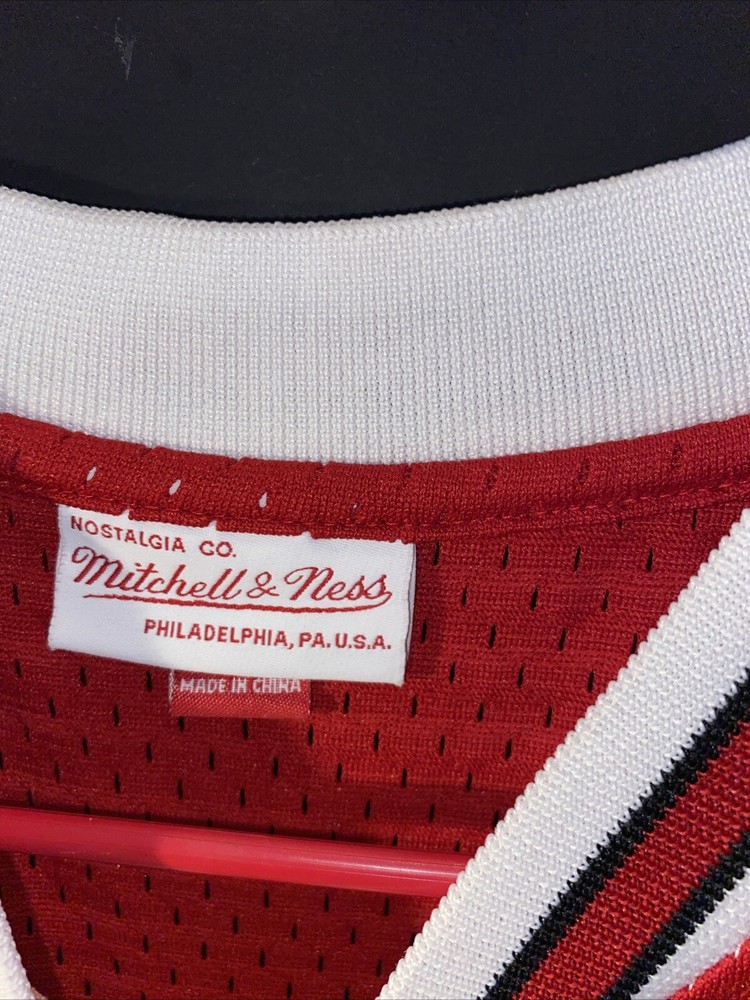 NOSTALGIA CO.
Mitchell & Ness
PHILADELPHIA, PA. U.S.A.
MADE IN CHINA